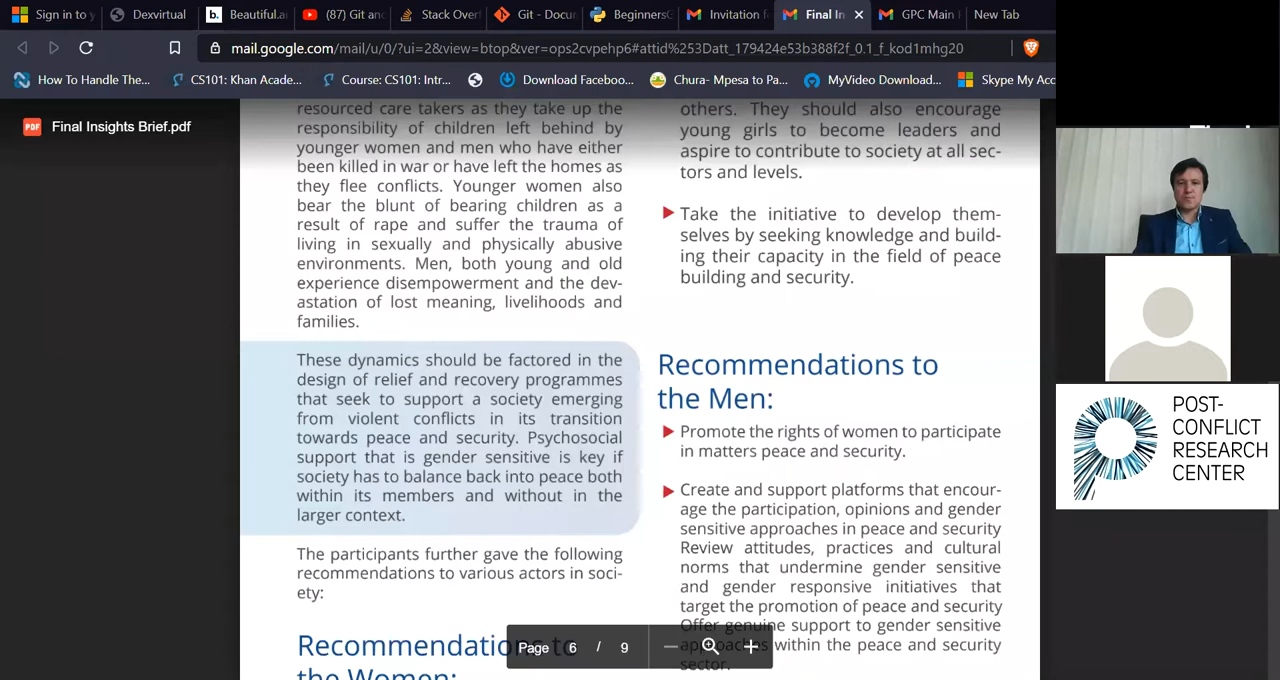 Sign in to y
Dexvirtual
Beautiful.a
(87) Git anc
Stack Over
Git - Docu
BeginnersC
Invitation f
Final In
GPC Main
New Tab
mail.google.com/mail/u/0/?ui=2&view=btop&ver=ops2cvpehp6#attid%253Datt_179424e53b388f2f_0.1_f_kod1mhg20
How To Handle The...
CS101: Khan Acade...
Course: CS101: Intr...
Download Faceboo...
Chura- Mpesa to Pa...
MyVideo Download...
Skype My Acc
PDF
Final Insights Brief.pdf
resourced care takers as they take up the
responsibility of children left behind by
younger women and men who have either
been killed in war or have left the homes as
they flee conflicts. Younger women also
bear the blunt of bearing children as a
result of rape and suffer the trauma of
living in sexually and physically abusive
environments. Men, both young and old
experience disempowerment and the dev-
astation of lost meaning, livelihoods and
families.
These dynamics should be factored in the
design of relief and recovery programmes
that seek to support a society emerging
from violent conflicts in its transition
towards peace and security. Psychosocial
support that is gender sensitive is key if
society has to balance back into peace both
within its members and without in the
larger context.
The participants further gave the following
recommendations to various actors in soci-
ety:
Recommendations to
the Women:
others. They should also encourage
young girls to become leaders and
aspire to contribute to society at all sec-
tors and levels.
Take the initiative to develop them-
selves by seeking knowledge and build-
ing their capacity in the field of peace
building and security.
Recommendations to
the Men:
Promote the rights of women to participate
in matters peace and security.
Create and support platforms that encour-
age the participation, opinions and gender
sensitive approaches in peace and security
Review attitudes, practices and cultural
norms that undermine gender sensitive
and gender responsive initiatives that
target the promotion of peace and security
Offer genuine support to gender sensitive
approaches within the peace and security
sector.
Page 6 / 9
POST-
CONFLICT
RESEARCH
CENTER